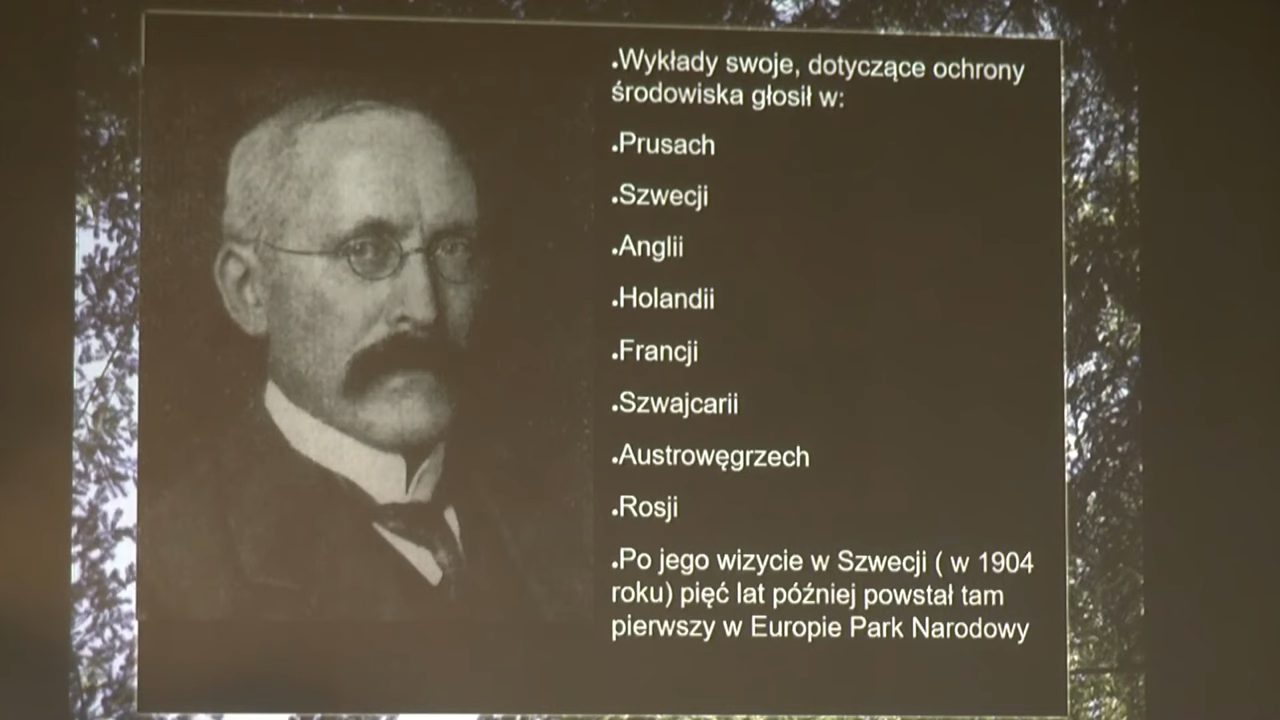 •Wykłady swoje, dotyczące ochrony
środowiska głosił w:
•Prusach
•Szwecji
•Anglii
•Holandii
•Francji
•Szwajcarii
•Austrowęgrzech
•Rosji
•Po jego wizycie w Szwecji ( w 1904
roku) pięć lat później powstał tam
pierwszy w Europie Park Narodowy